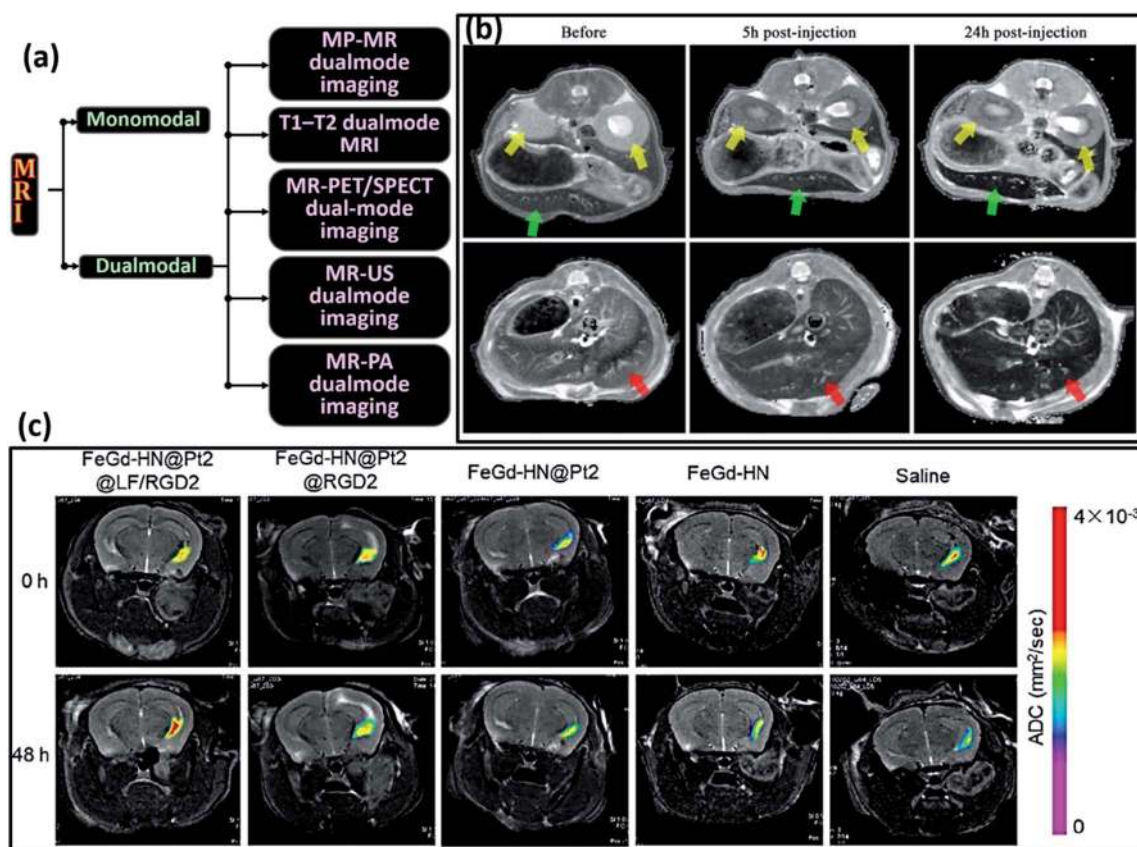 (a)
MRI
Monomodal
Dualmodal
MP-MR
dualmode
imaging
T1–T2 dualmode
MRI
MR-PET/SPECT
dual-mode
imaging
MR-US
dualmode
imaging
MR-PA
dualmode
imaging
(b)
Before
5h post-injection
24h post-injection
(c)
FeGd-HN@Pt2
@LF/RGD2
FeGd-HN@Pt2
@RGD2
FeGd-HN@Pt2
FeGd-HN
Saline
0 h
48 h
4×10⁻³
ADC (mm²/sec)
0